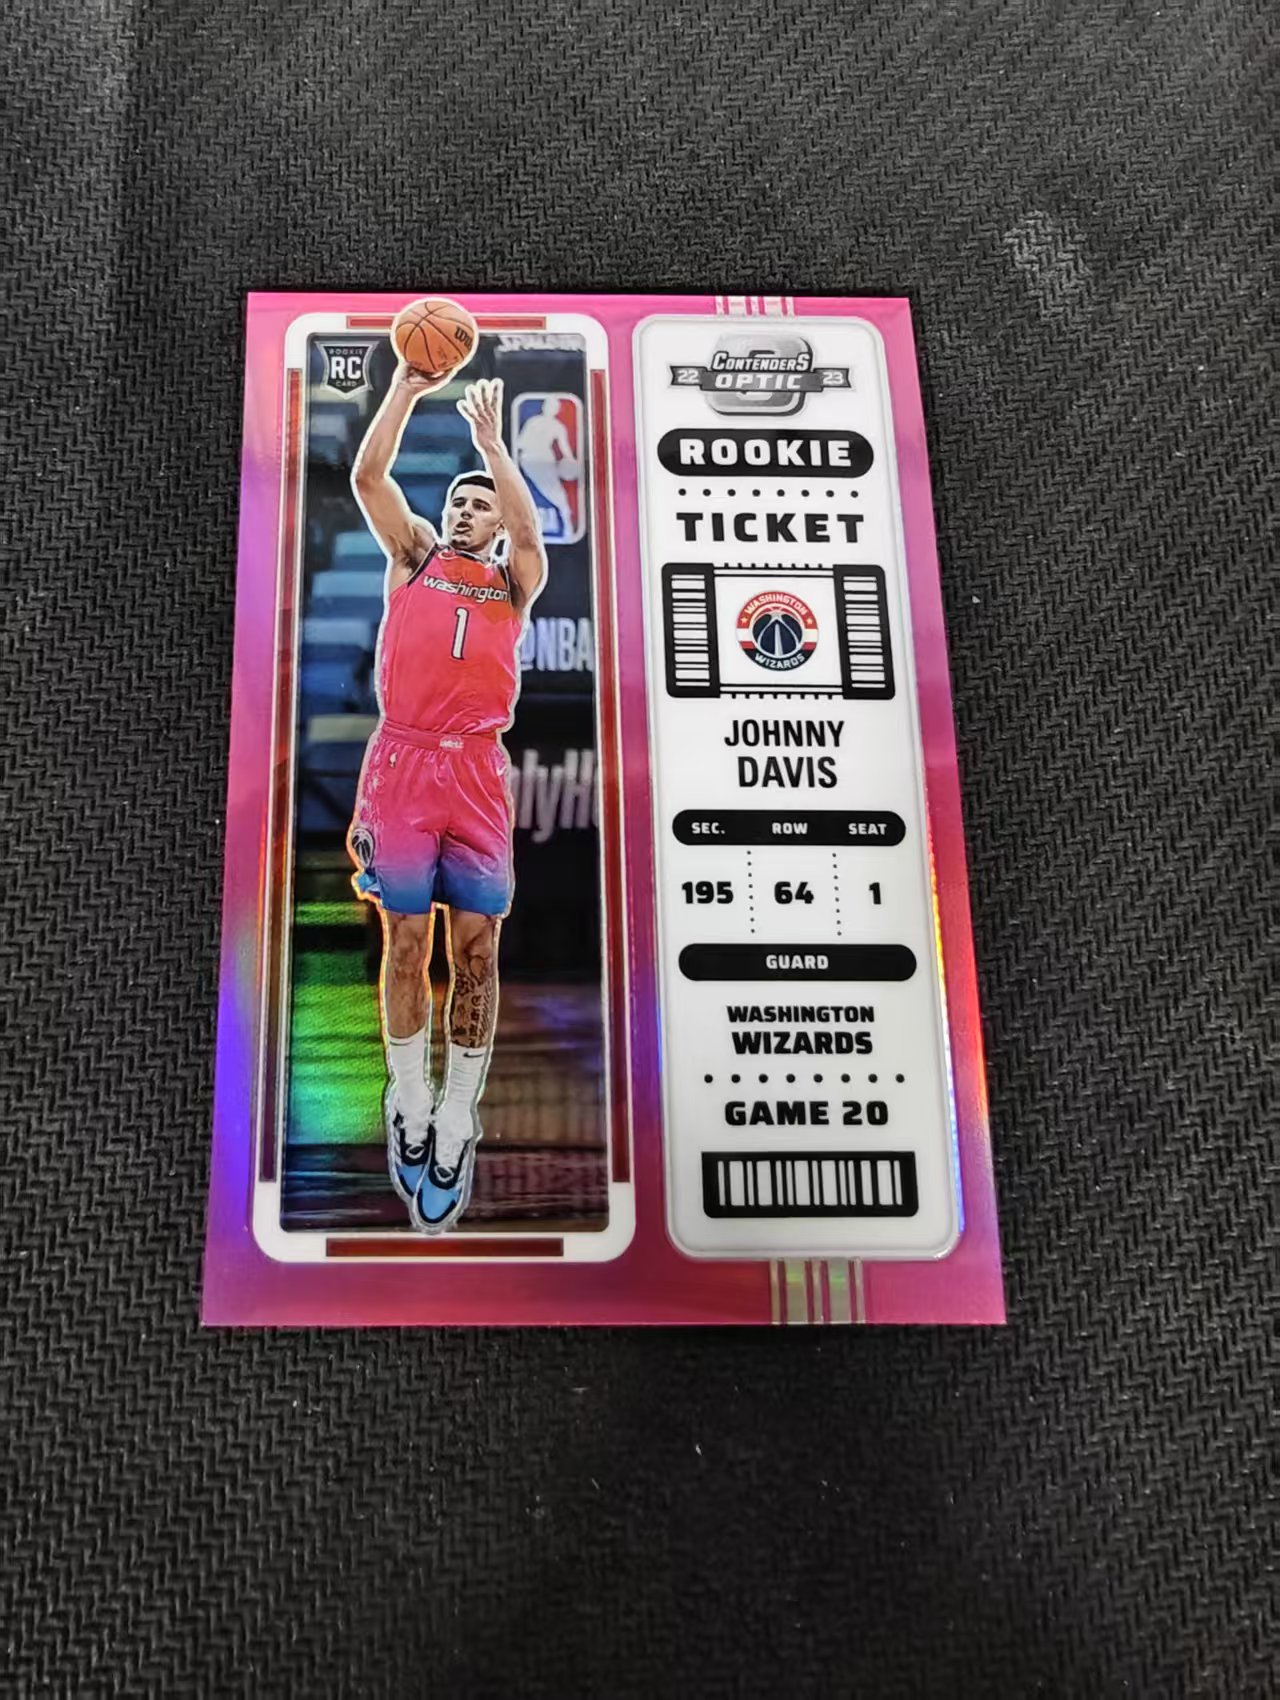 ROOKIE
RC
CARD
SPALDING
WILSON
washington
1
@NBA
22 CONTENDERS 23
OPTIC
ROOKIE
TICKET
WASHINGTON
WIZARDS
JOHNNY
DAVIS
SEC. ROW SEAT
195 64 1
GUARD
WASHINGTON
WIZARDS
GAME 20